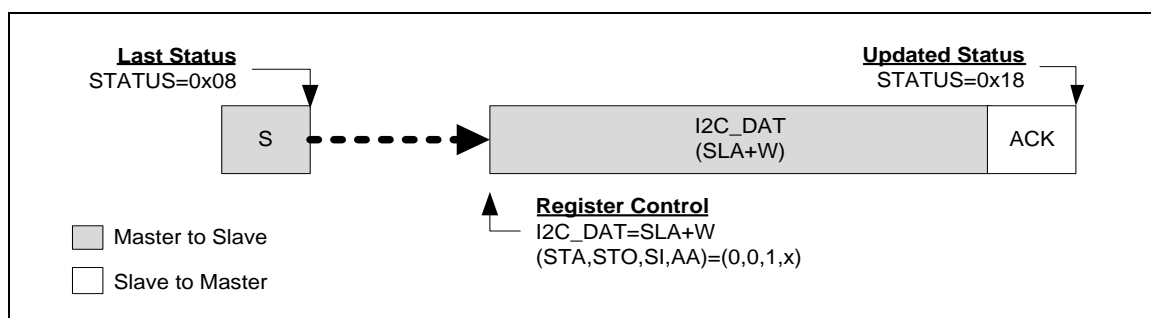 Last Status
STATUS=0x08
Updated Status
STATUS=0x18
S
I2C_DAT
(SLA+W)
ACK
Register Control
I2C_DAT=SLA+W
(STA,STO,SI,AA)=(0,0,1,x)
Master to Slave
Slave to Master